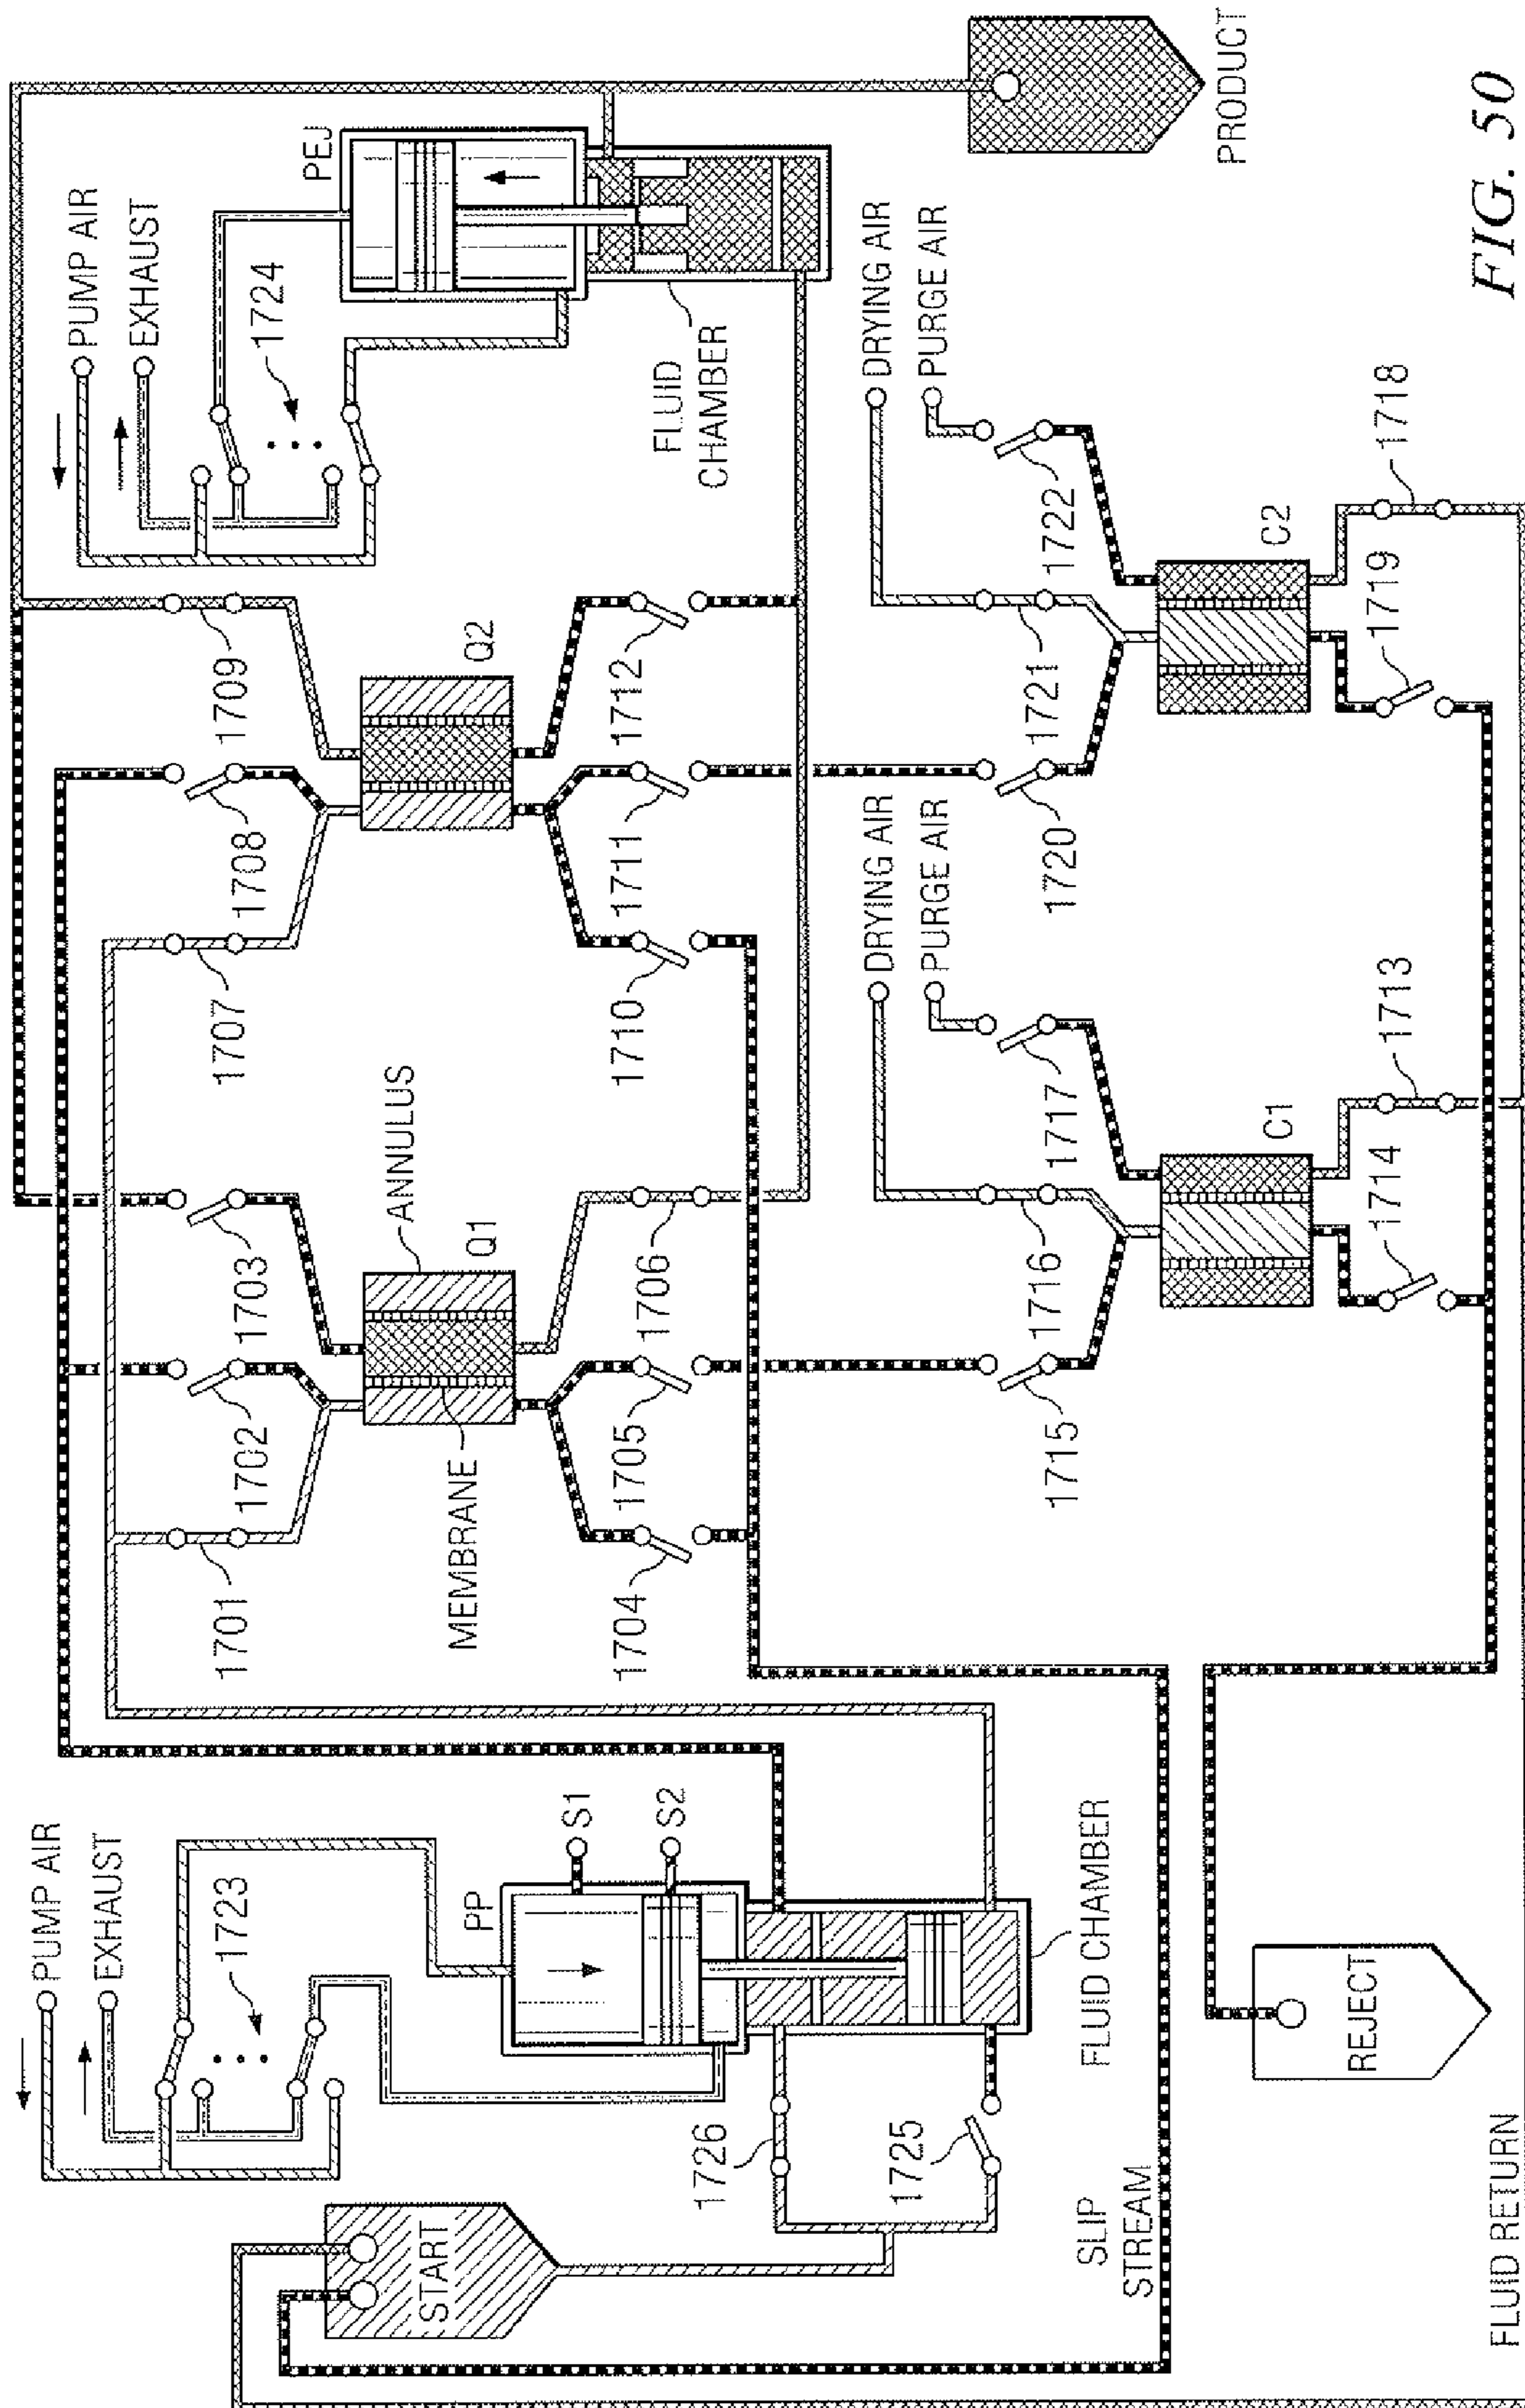 PUMP AIR
EXHAUST
1723
START
PP
S1
S2
1726
1725
FLUID CHAMBER
SLIP
STREAM
REJECT
FLUID RETURN
1701
1702
1703
MEMBRANE
ANNULUS
Q1
1704
1705
1706
1707
1708
1709
Q2
1710
1711
1712
PUMP AIR
EXHAUST
1724
PEJ
FLUID
CHAMBER
DRYING AIR
PURGE AIR
1715
1716
1717
C1
1714
1713
DRYING AIR
PURGE AIR
1720
1721
1722
C2
1719
1718
PRODUCT
FIG. 50